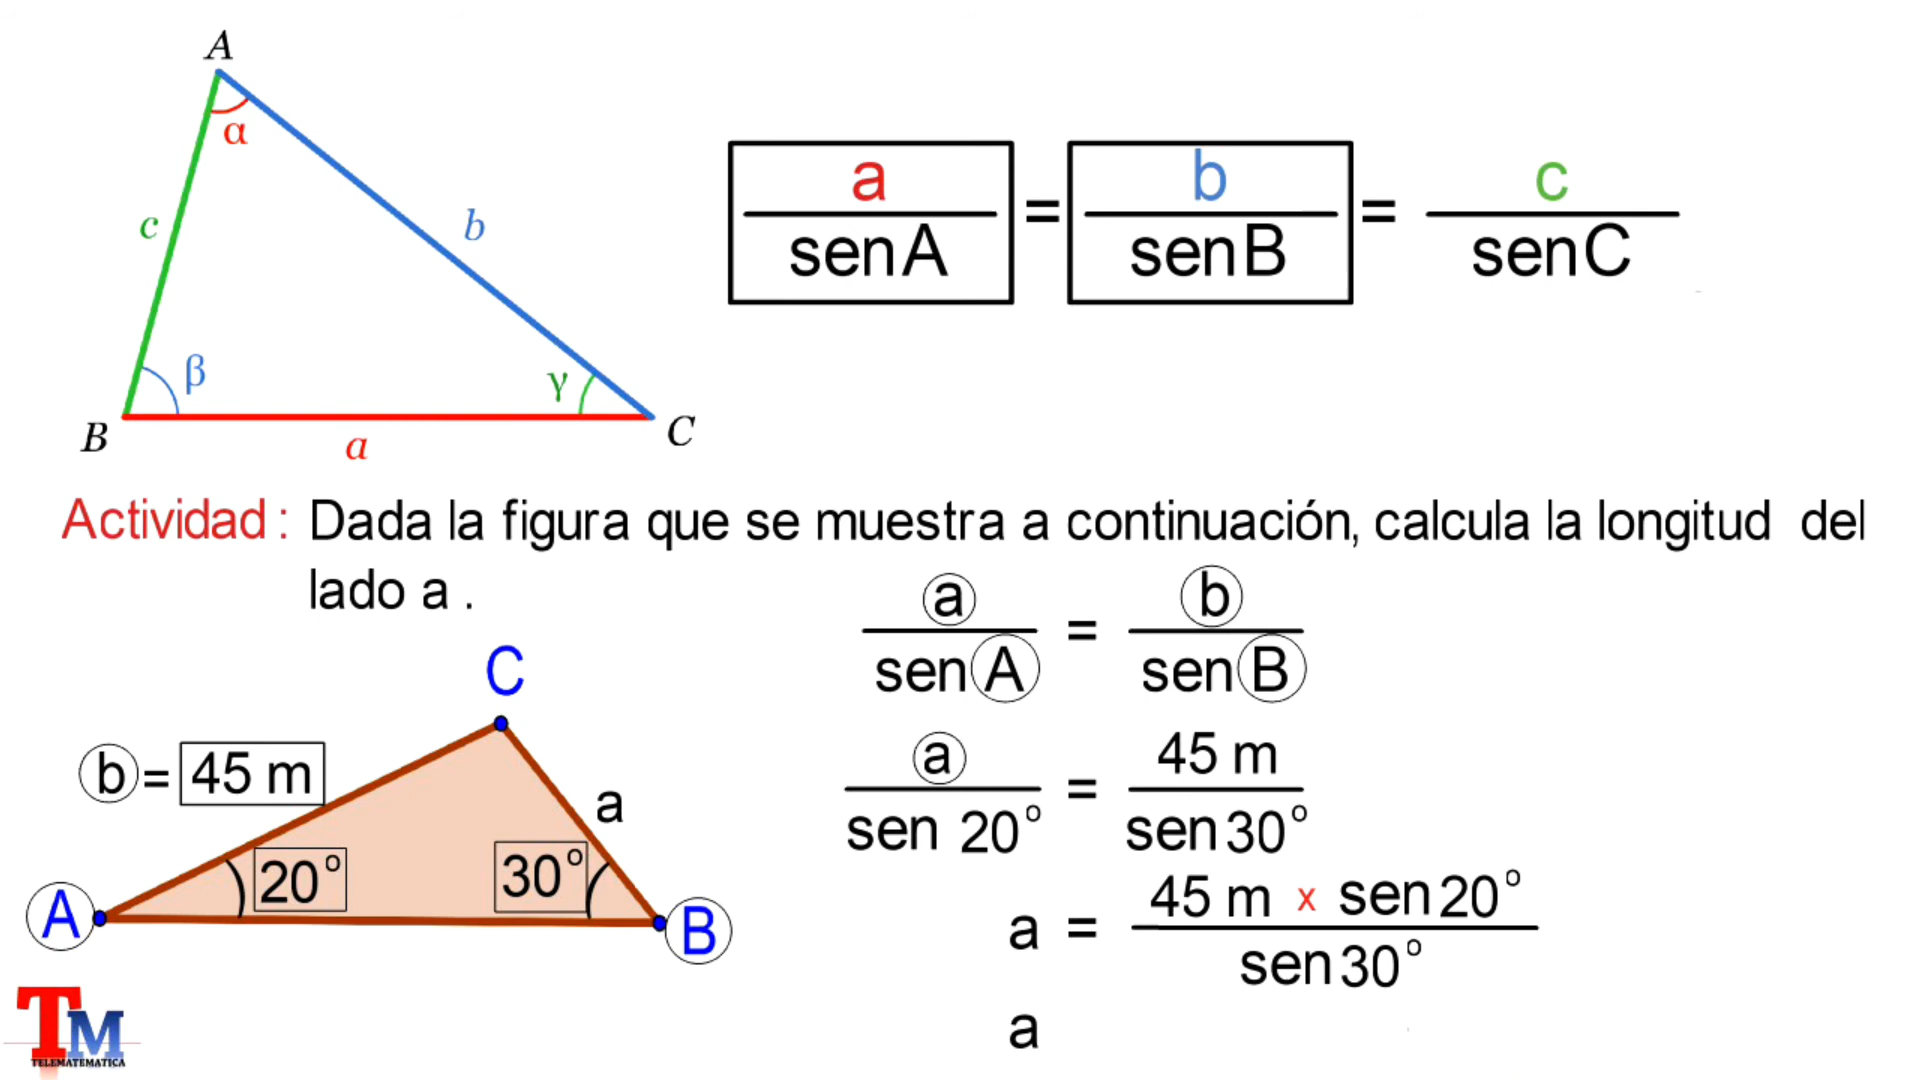 A
α
c
b
β
γ
B
a
C
a / senA = b / senB = c / senC
Actividad : Dada la figura que se muestra a continuación, calcula la longitud del
lado a .
a / sen A = b / sen B
C
b = 45 m
a
20° 30°
A
B
a / sen 20° = 45 m / sen 30°
a = 45 m x sen 20° / sen 30°
a
TM
TELEMATEMATICA